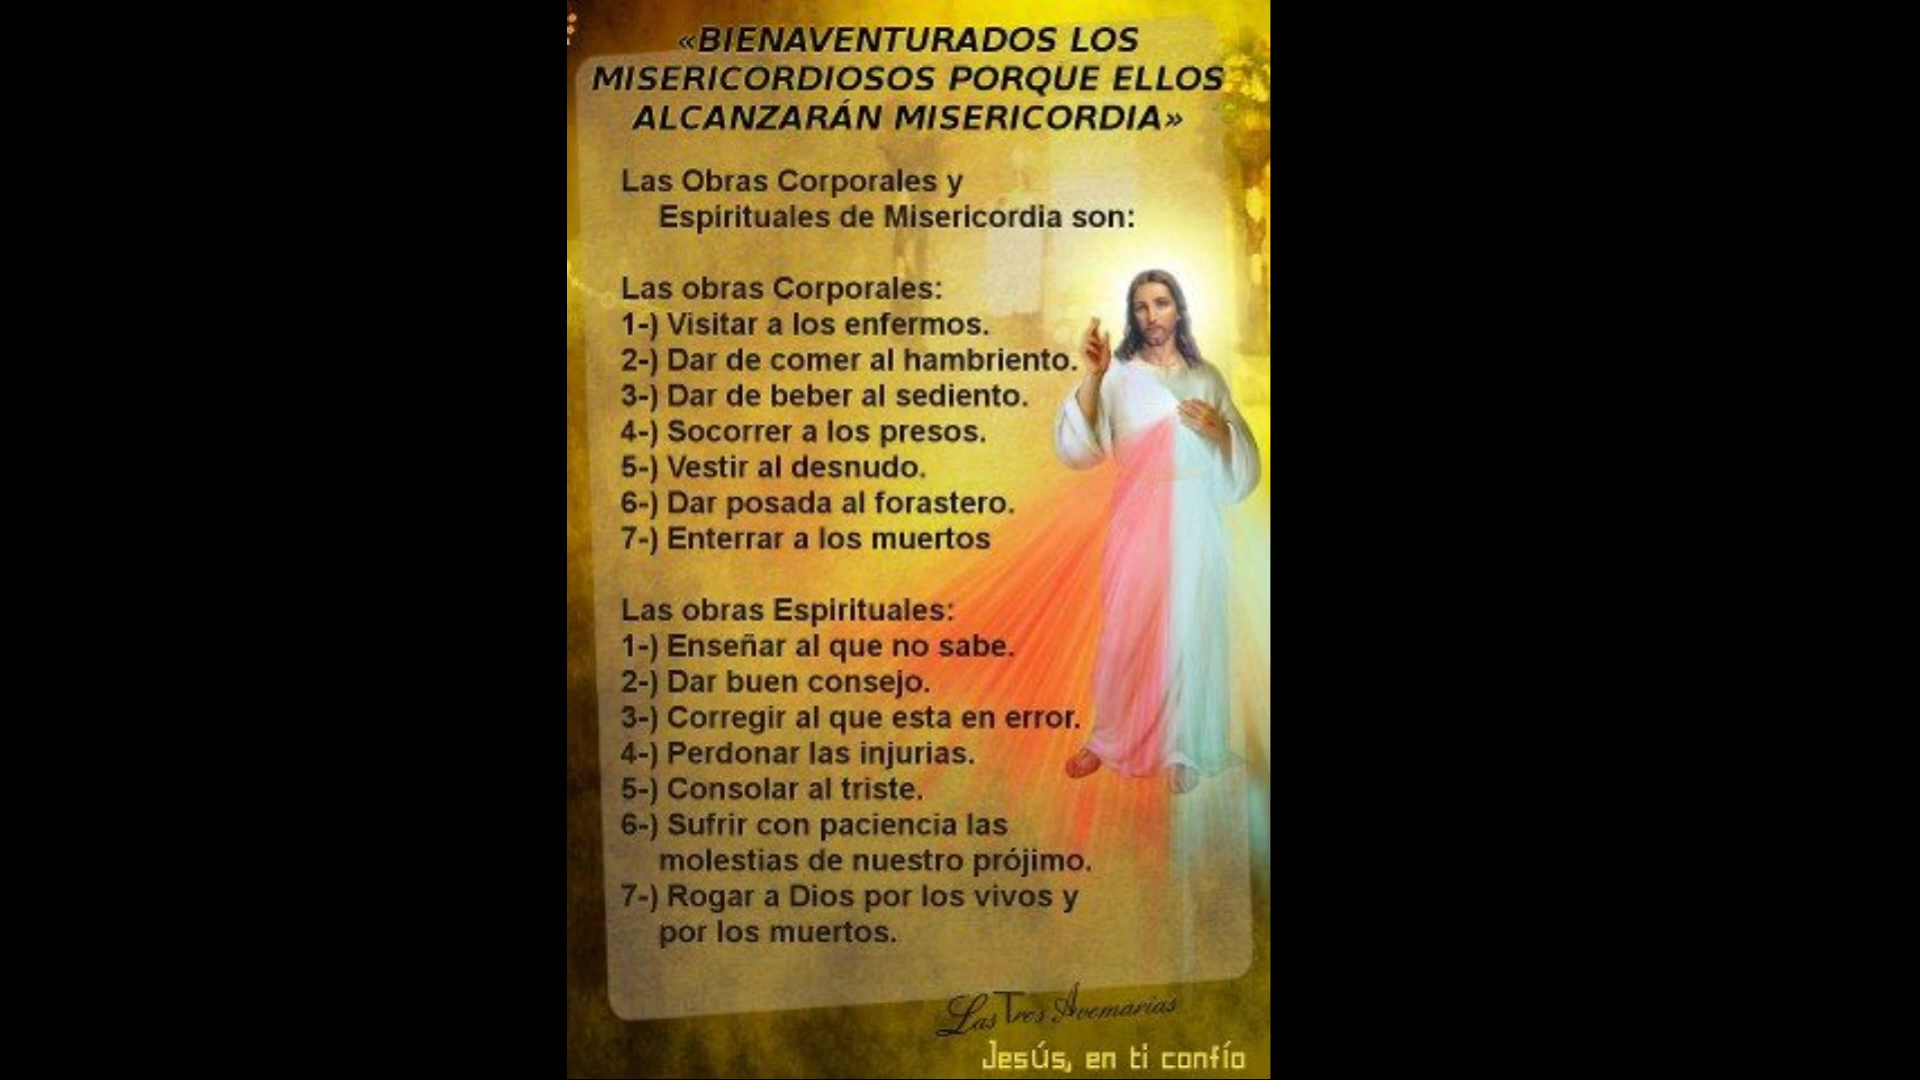 «BIENAVENTURADOS LOS
MISERICORDIOSOS PORQUE ELLOS
ALCANZARÁN MISERICORDIA»
Las Obras Corporales y
Espirituales de Misericordia son:
Las obras Corporales:
1-) Visitar a los enfermos.
2-) Dar de comer al hambriento.
3-) Dar de beber al sediento.
4-) Socorrer a los presos.
5-) Vestir al desnudo.
6-) Dar posada al forastero.
7-) Enterrar a los muertos
Las obras Espirituales:
1-) Enseñar al que no sabe.
2-) Dar buen consejo.
3-) Corregir al que esta en error.
4-) Perdonar las injurias.
5-) Consolar al triste.
6-) Sufrir con paciencia las
molestias de nuestro prójimo.
7-) Rogar a Dios por los vivos y
por los muertos.
Las Tres Avemarías
Jesús, en ti confío